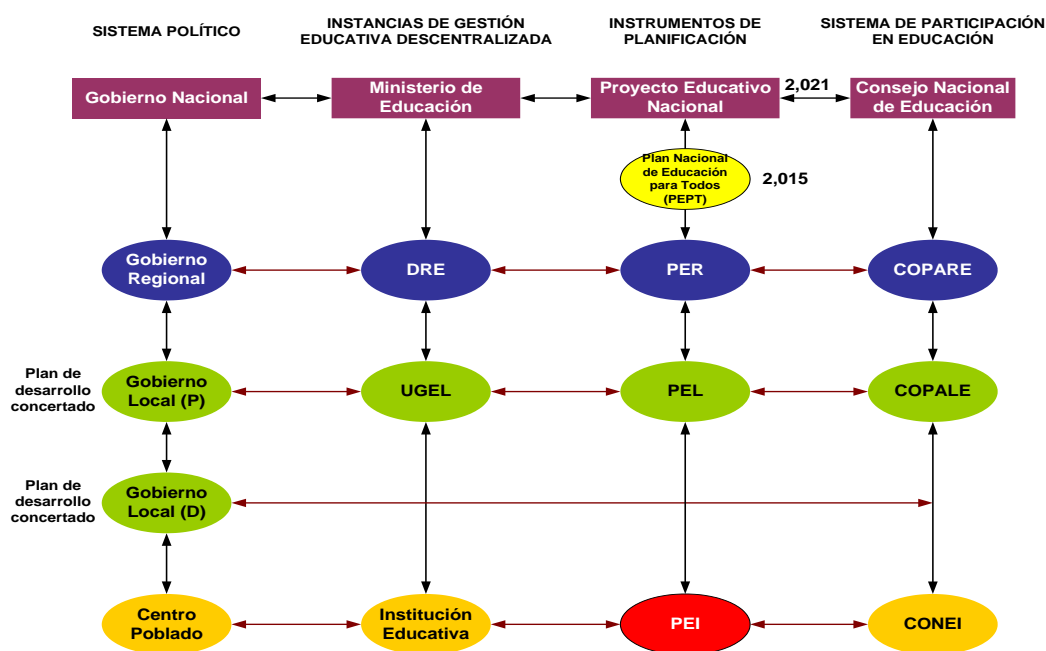 SISTEMA POLÍTICO
INSTANCIAS DE GESTIÓN
EDUCATIVA DESCENTRALIZADA
INSTRUMENTOS DE
PLANIFICACIÓN
SISTEMA DE PARTICIPACIÓN
EN EDUCACIÓN
Gobierno Nacional
Ministerio de
Educación
Proyecto Educativo
Nacional
2,021
Consejo Nacional
de Educación
Plan Nacional
de Educación
para Todos
(PEPT)
2,015
Gobierno
Regional
DRE
PER
COPARE
Plan de
desarrollo
concertado
Gobierno
Local (P)
UGEL
PEL
COPALE
Plan de
desarrollo
concertado
Gobierno
Local (D)
Centro
Poblado
Institución
Educativa
PEI
CONEI